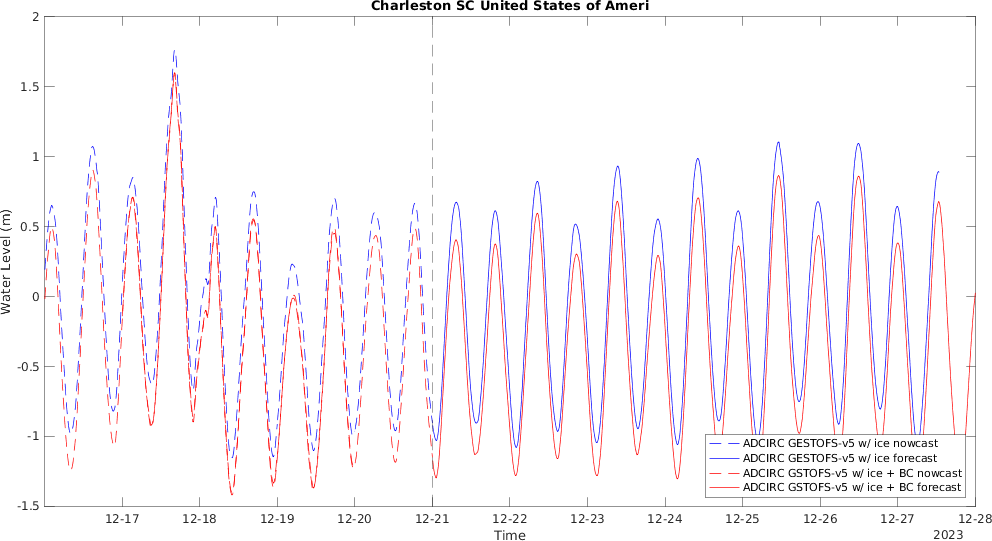 Charleston SC United States of Ameri
2
1.5
1
0.5
0
-0.5
-1
-1.5
Water Level (m)
ADCIRC GESTOFS-v5 w/ ice nowcast
ADCIRC GESTOFS-v5 w/ ice forecast
ADCIRC GSTOFS-v5 w/ ice + BC nowcast
ADCIRC GSTOFS-v5 w/ ice + BC forecast
12-17 12-18 12-19 12-20 12-21 12-22 12-23 12-24 12-25 12-26 12-27 12-28
Time
2023